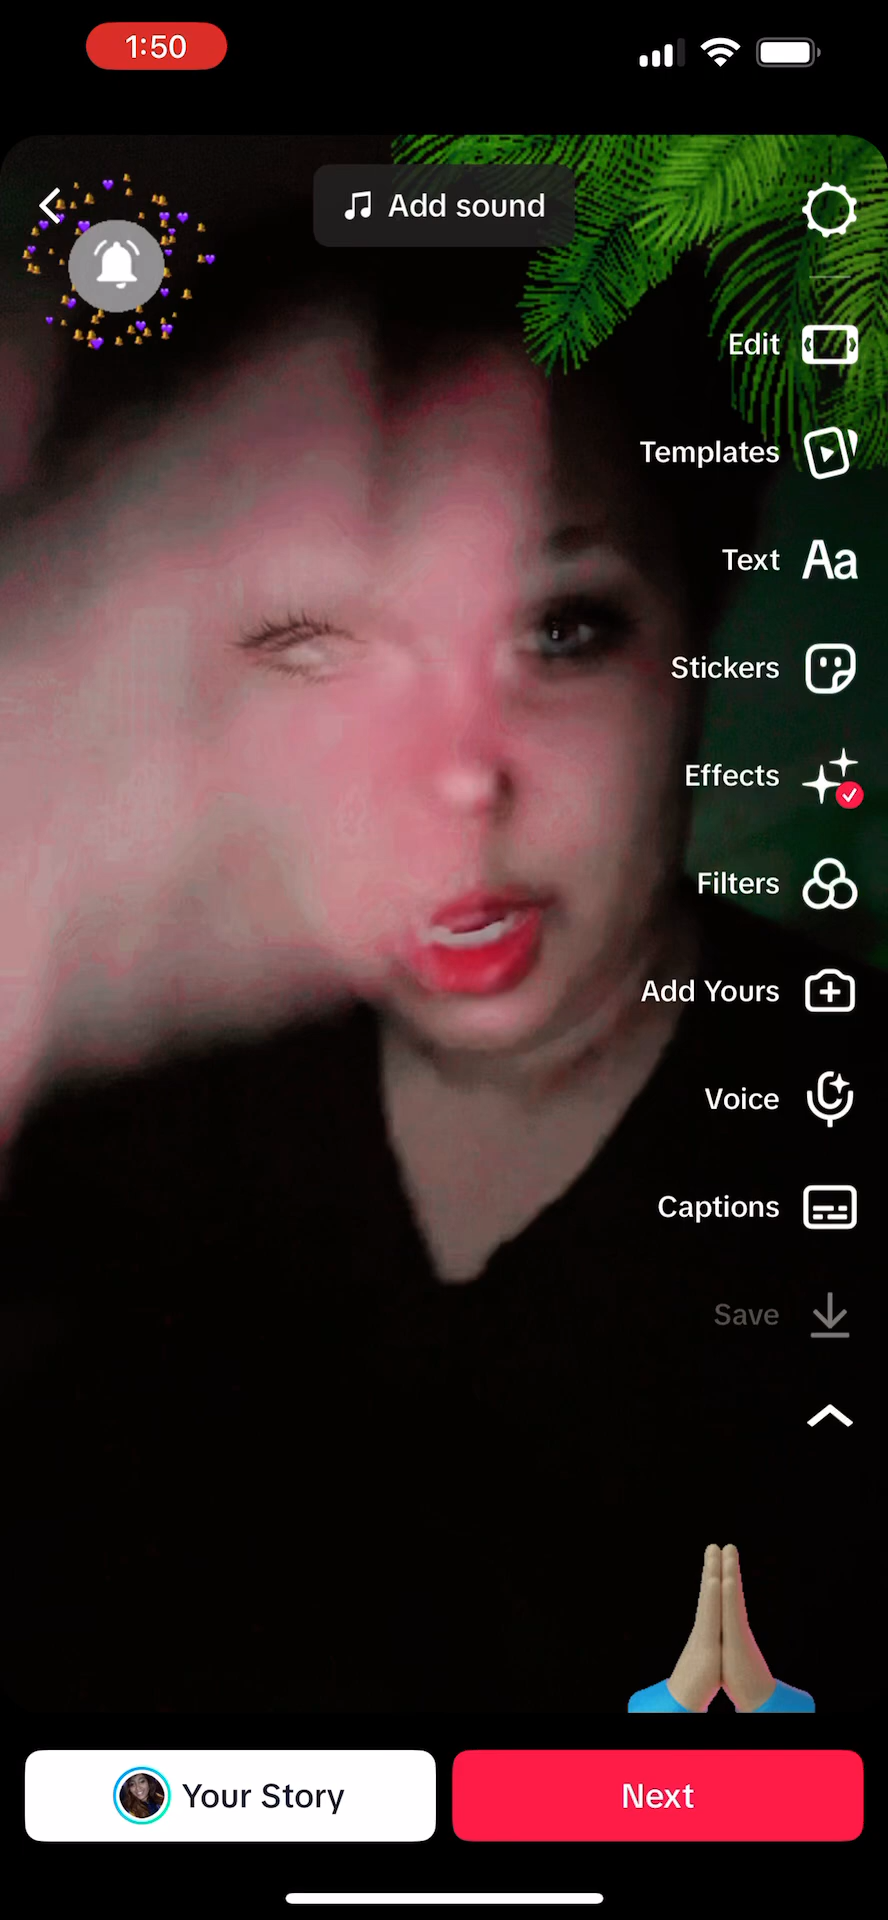 1:50
Add sound
Edit
Templates
Text
Aa
Stickers
Effects
Filters
Add Yours
Voice
Captions
Save
Your Story
Next